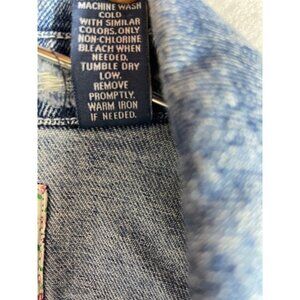 MACHINE WASH
COLD
WITH SIMILAR
COLORS. ONLY
NON-CHLORINE
BLEACH WHEN
NEEDED.
TUMBLE DRY
LOW.
REMOVE
PROMPTLY.
WARM IRON
IF NEEDED.